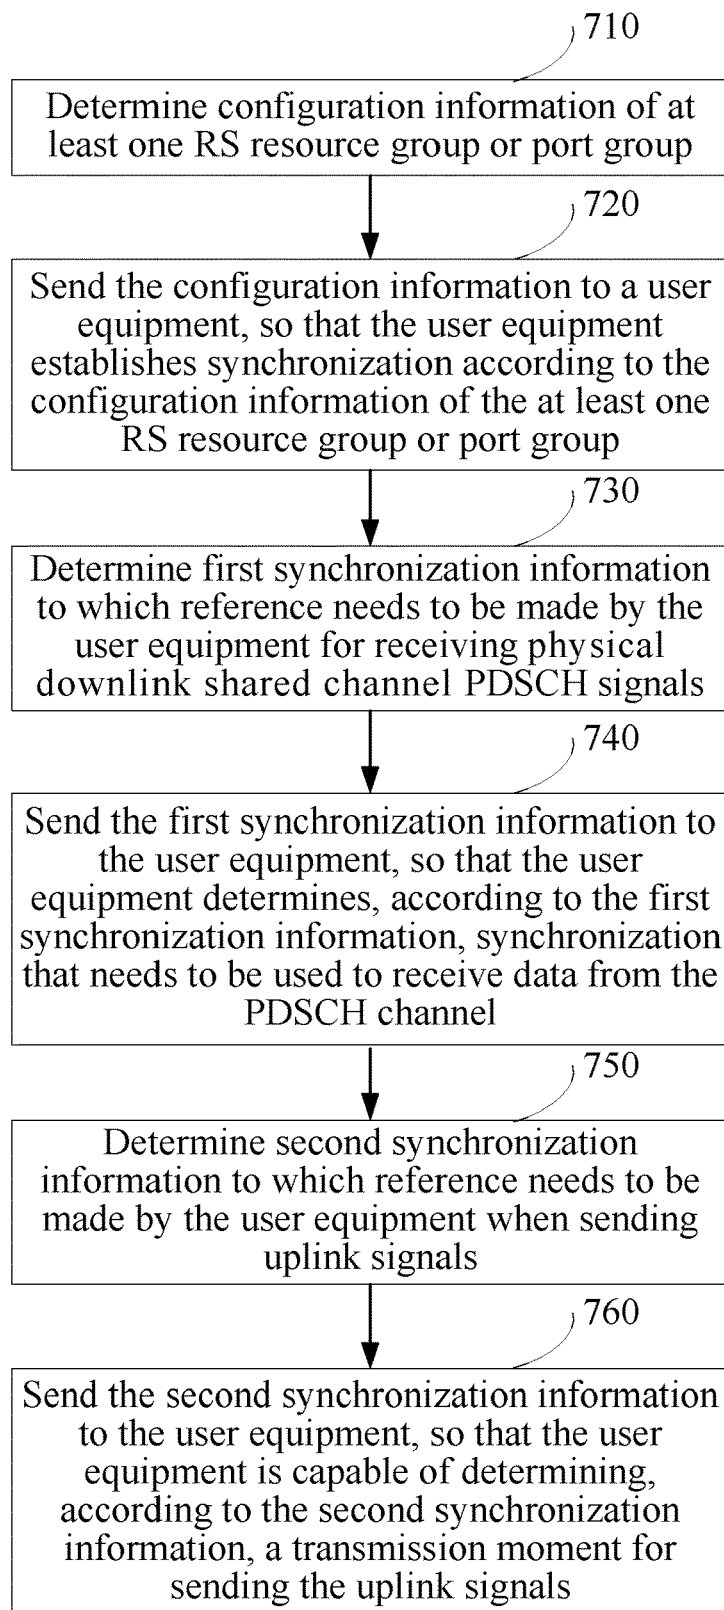 710
Determine configuration information of at
least one RS resource group or port group
720
Send the configuration information to a user
equipment, so that the user equipment
establishes synchronization according to the
configuration information of the at least one
RS resource group or port group
730
Determine first synchronization information
to which reference needs to be made by the
user equipment for receiving physical
downlink shared channel PDSCH signals
740
Send the first synchronization information to
the user equipment, so that the user
equipment determines, according to the first
synchronization information, synchronization
that needs to be used to receive data from the
PDSCH channel
750
Determine second synchronization
information to which reference needs to be
made by the user equipment when sending
uplink signals
760
Send the second synchronization information
to the user equipment, so that the user
equipment is capable of determining,
according to the second synchronization
information, a transmission moment for
sending the uplink signals